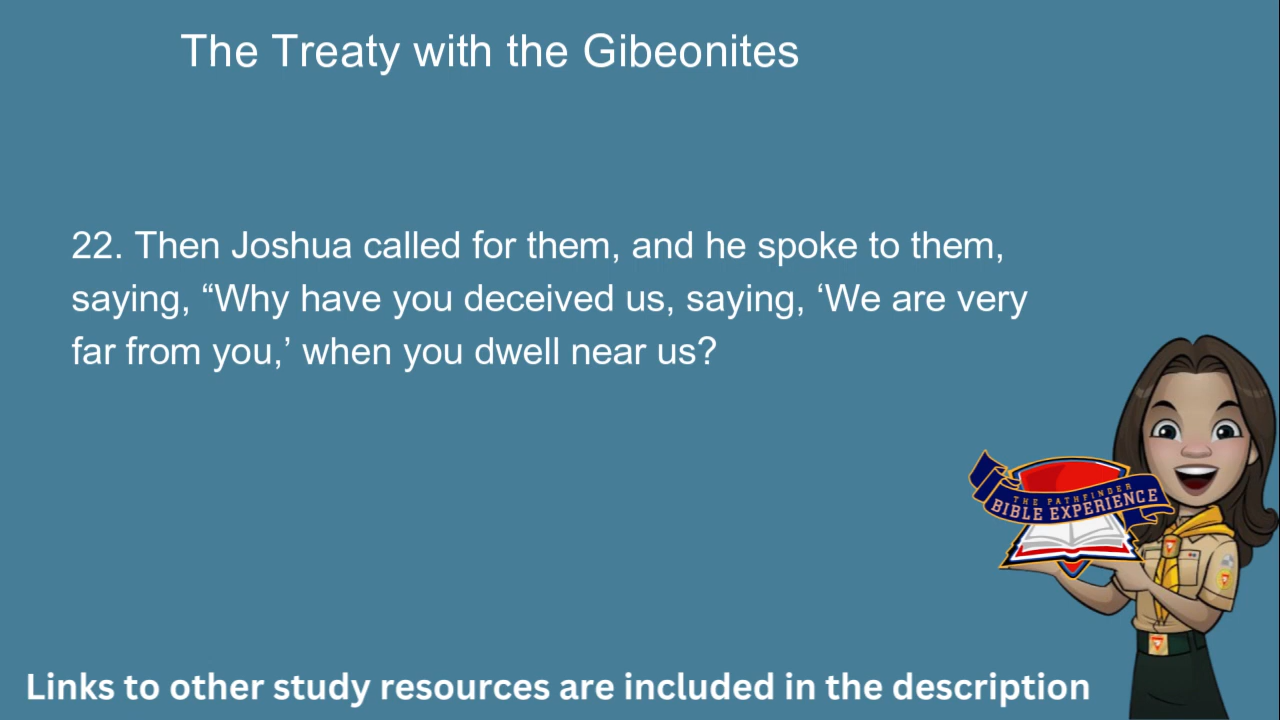 The Treaty with the Gibeonites
22. Then Joshua called for them, and he spoke to them,
saying, “Why have you deceived us, saying, ‘We are very
far from you,’ when you dwell near us?
THE PATHFINDER
BIBLE EXPERIENCE
Links to other study resources are included in the description